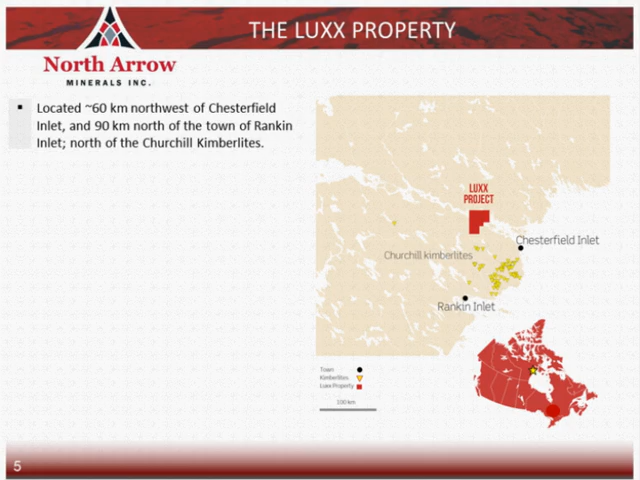 THE LUXX PROPERTY
North Arrow
MINERALS INC.
▪ Located ~60 km northwest of Chesterfield
Inlet, and 90 km north of the town of Rankin
Inlet; north of the Churchill Kimberlites.
LUXX
PROJECT
Chesterfield Inlet
Churchill kimberlites
Rankin Inlet
Town
Kimberlites
Luxx Property
100 km
5